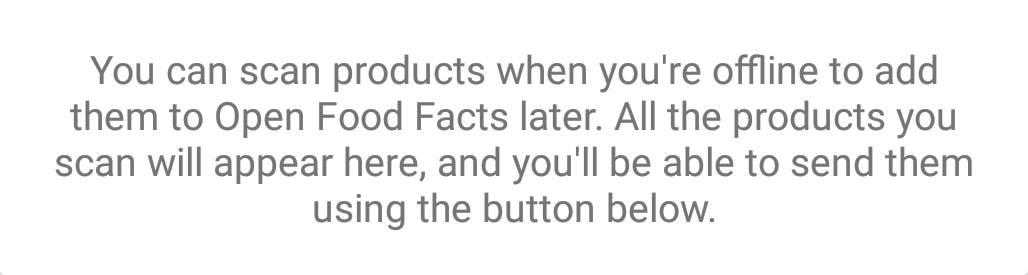 You can scan products when you're offline to add
them to Open Food Facts later. All the products you
scan will appear here, and you'll be able to send them
using the button below.